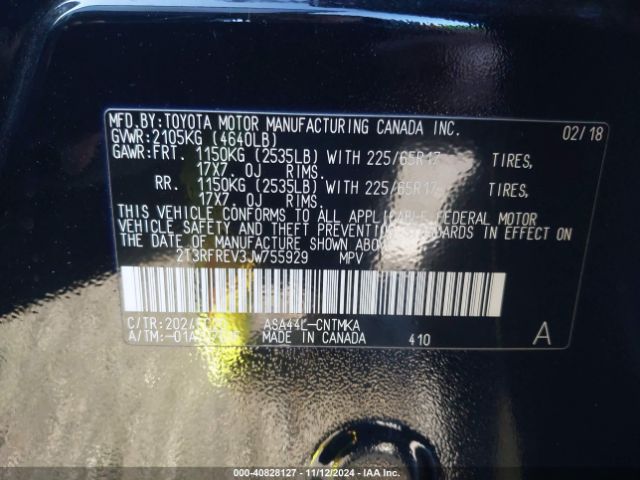 MFD.BY:TOYOTA MOTOR MANUFACTURING CANADA INC. 02/18
GVWR:2105KG (4640LB)
GAWR:FRT. 1150KG (2535LB) WITH 225/65R17 TIRES,
17X7. 0J RIMS.
RR. 1150KG (2535LB) WITH 225/65R17 TIRES,
17X7. 0J RIMS.
THIS VEHICLE CONFORMS TO ALL APPLICABLE FEDERAL MOTOR
VEHICLE SAFETY AND THEFT PREVENTION STANDARDS IN EFFECT ON
THE DATE OF MANUFACTURE SHOWN ABOVE.
2T3RFREV3JW755929 MPV
C/TR:202/ ASA44L-CNTMKA
A/TM:-01A MADE IN CANADA 410 A
000-40828127 - 11/12/2024 - IAA Inc.